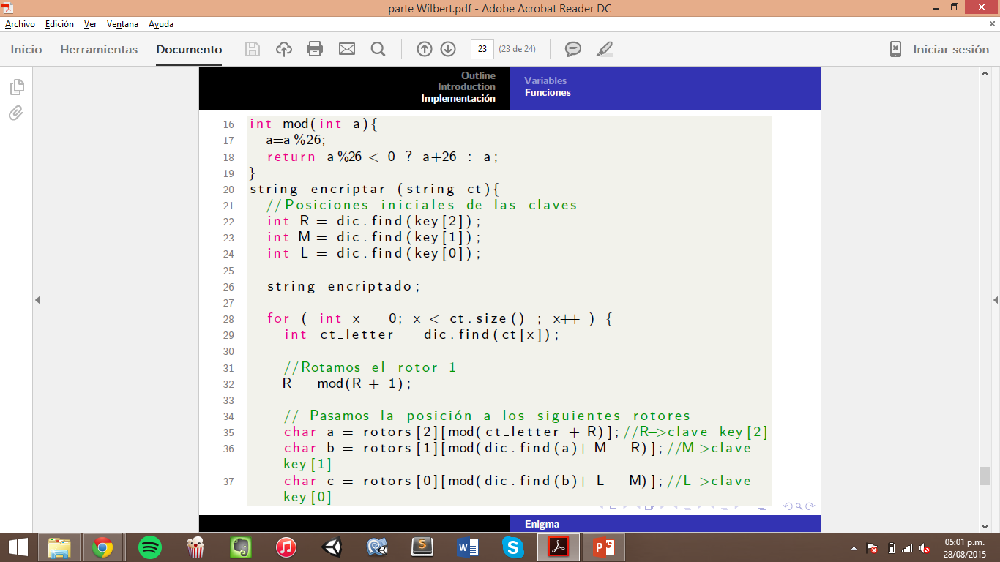 parte Wilbert.pdf - Adobe Acrobat Reader DC
Archivo Edición Ver Ventana Ayuda
Inicio Herramientas Documento 23 (23 de 24) Iniciar sesión
Outline
Introduction
Implementación
Variables
Funciones
16 int mod(int a){
17 a=a%26;
18 return a%26 < 0 ? a+26 : a;
19 }
20 string encriptar (string ct){
21 //Posiciones iniciales de las claves
22 int R = dic.find(key[2]);
23 int M = dic.find(key[1]);
24 int L = dic.find(key[0]);
25
26 string encriptado;
27
28 for ( int x = 0; x < ct.size() ; x++ ) {
29 int ct_letter = dic.find(ct[x]);
30
31 //Rotamos el rotor 1
32 R = mod(R + 1);
33
34 // Pasamos la posición a los siguientes rotores
35 char a = rotors[2][mod(ct_letter + R)];//R->clave key[2]
36 char b = rotors[1][mod(dic.find(a)+ M - R)];//M->clave
key[1]
37 char c = rotors[0][mod(dic.find(b)+ L - M)];//L->clave
key[0]
Enigma
05:01 p.m.
28/08/2015